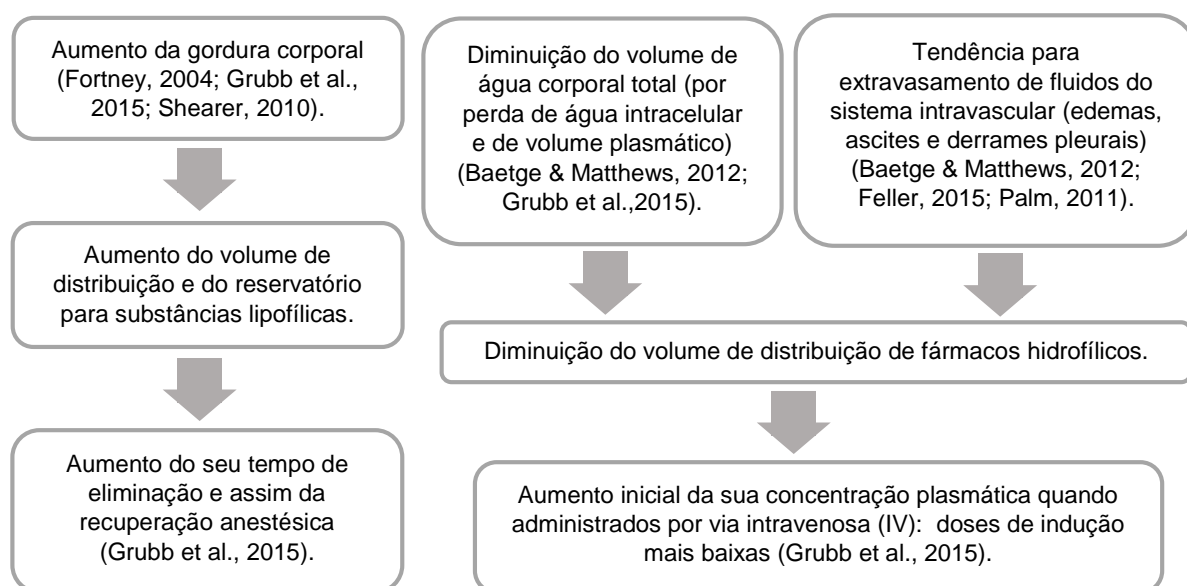 Aumento da gordura corporal
(Fortney, 2004; Grubb et al.,
2015; Shearer, 2010).
Aumento do volume de
distribuição e do reservatório
para substâncias lipofílicas.
Aumento do seu tempo de
eliminação e assim da
recuperação anestésica
(Grubb et al., 2015).
Diminuição do volume de
água corporal total (por
perda de água intracelular
e de volume plasmático)
(Baetge & Matthews, 2012;
Grubb et al.,2015).
Tendência para
extravasamento de fluidos do
sistema intravascular (edemas,
ascites e derrames pleurais)
(Baetge & Matthews, 2012;
Feller, 2015; Palm, 2011).
Diminuição do volume de distribuição de fármacos hidrofílicos.
Aumento inicial da sua concentração plasmática quando
administrados por via intravenosa (IV): doses de indução
mais baixas (Grubb et al., 2015).